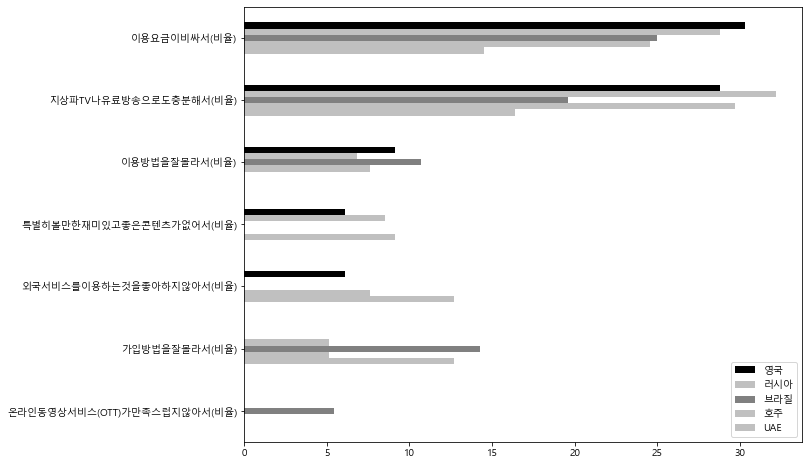 이용요금이비싸서(비율)
지상파TV나유료방송으로도충분해서(비율)
이용방법을잘몰라서(비율)
특별히볼만한재미있고좋은콘텐츠가없어서(비율)
외국서비스를이용하는것을좋아하지않아서(비율)
가입방법을잘몰라서(비율)
온라인동영상서비스(OTT)가만족스럽지않아서(비율)
영국
러시아
브라질
호주
UAE
0 5 10 15 20 25 30